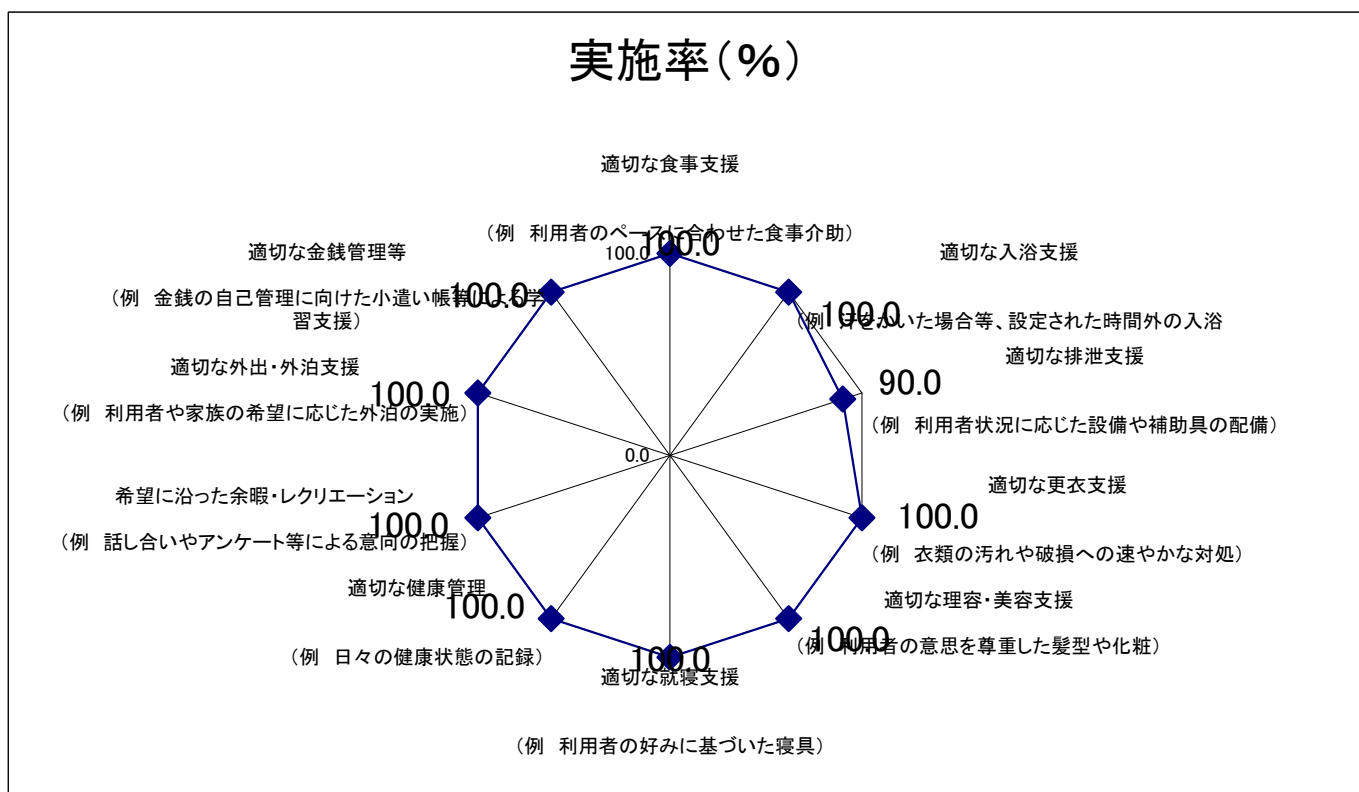 実施率（%）
適切な食事支援
（例　利用者のペースに合わせた食事介助）
100.0
100.0
適切な入浴支援
（例　汗をかいた場合等、設定された時間外の入浴
100.0
適切な排泄支援
90.0
（例　利用者状況に応じた設備や補助具の配備）
適切な更衣支援
100.0
（例　衣類の汚れや破損への速やかな対処）
適切な理容・美容支援
100.0
（例　利用者の意思を尊重した髪型や化粧）
100.0
適切な就寝支援
（例　利用者の好みに基づいた寝具）
適切な健康管理
100.0
（例　日々の健康状態の記録）
希望に沿った余暇・レクリエーション
100.0
（例　話し合いやアンケート等による意向の把握）
適切な外出・外泊支援
100.0
（例　利用者や家族の希望に応じた外泊の実施）
適切な金銭管理等
100.0
（例　金銭の自己管理に向けた小遣い帳等による学
習支援）
0.0